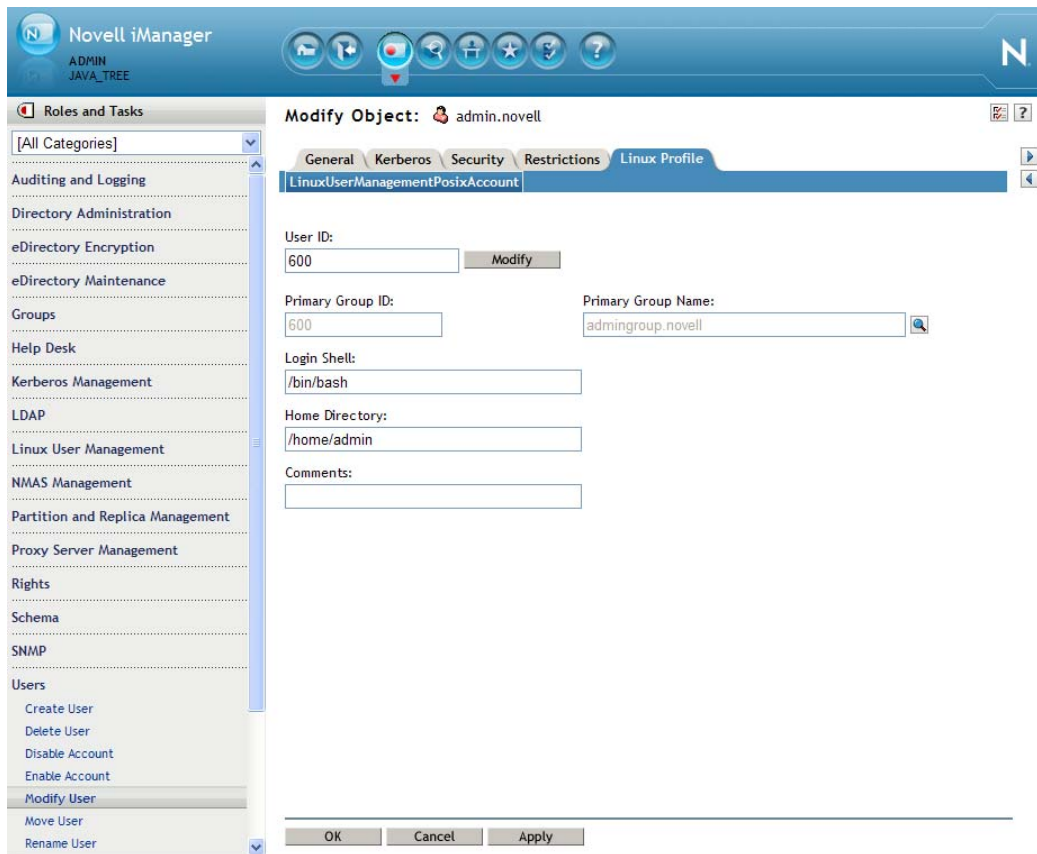 Novell iManager
ADMIN
JAVA_TREE
N
Roles and Tasks
[All Categories]
Auditing and Logging
Directory Administration
eDirectory Encryption
eDirectory Maintenance
Groups
Help Desk
Kerberos Management
LDAP
Linux User Management
NMAS Management
Partition and Replica Management
Proxy Server Management
Rights
Schema
SNMP
Users
Create User
Delete User
Disable Account
Enable Account
Modify User
Move User
Rename User
Modify Object: admin.novell
?
General Kerberos Security Restrictions Linux Profile
LinuxUserManagementPosixAccount
User ID:
600 Modify
Primary Group ID: Primary Group Name:
600 admingroup.novell
Login Shell:
/bin/bash
Home Directory:
/home/admin
Comments:
OK Cancel Apply